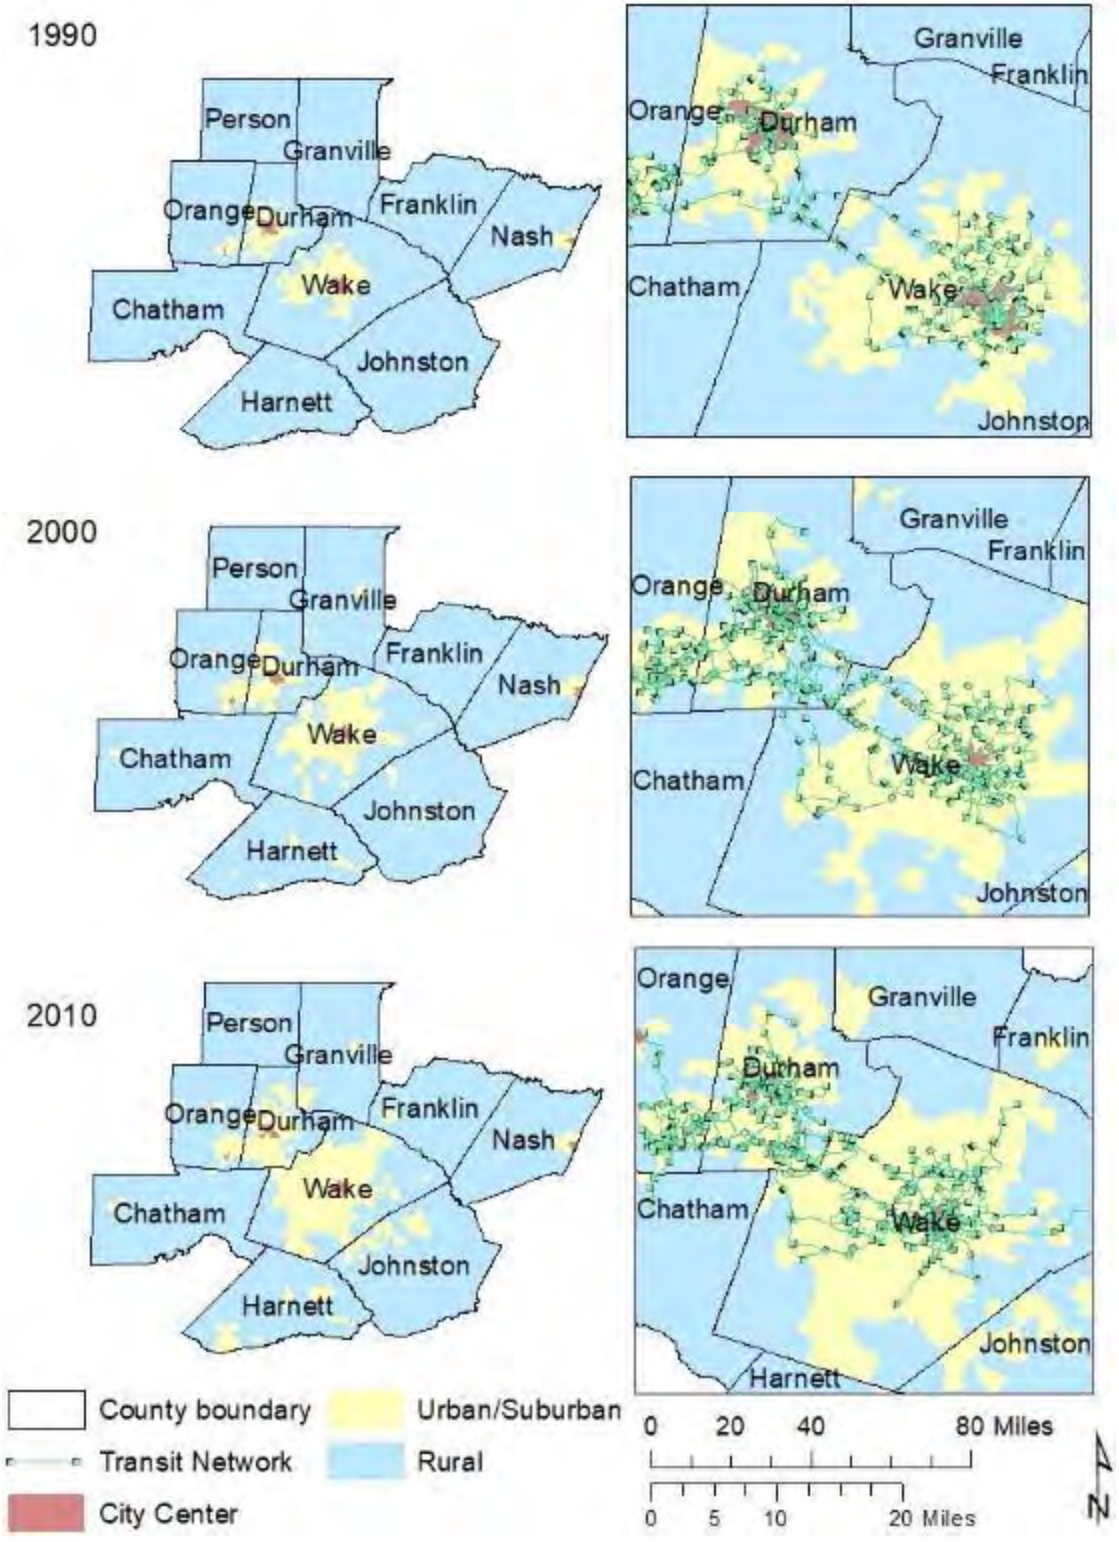 1990
Person
Granville
Orange
Durham
Franklin
Nash
Wake
Chatham
Johnston
Harnett
Granville
Franklin
Orange
Durham
Chatham
Wake
Johnston
2000
Person
Granville
Orange
Durham
Franklin
Nash
Wake
Chatham
Johnston
Harnett
Granville
Franklin
Orange
Durham
Wake
Chatham
Johnston
2010
Person
Granville
Orange
Durham
Franklin
Nash
Wake
Chatham
Johnston
Harnett
Orange
Granville
Franklin
Durham
Chatham
Wake
Johnston
Harnett
County boundary
Urban/Suburban
Transit Network
Rural
City Center
0 20 40 80 Miles
0 5 10 20 Miles
N